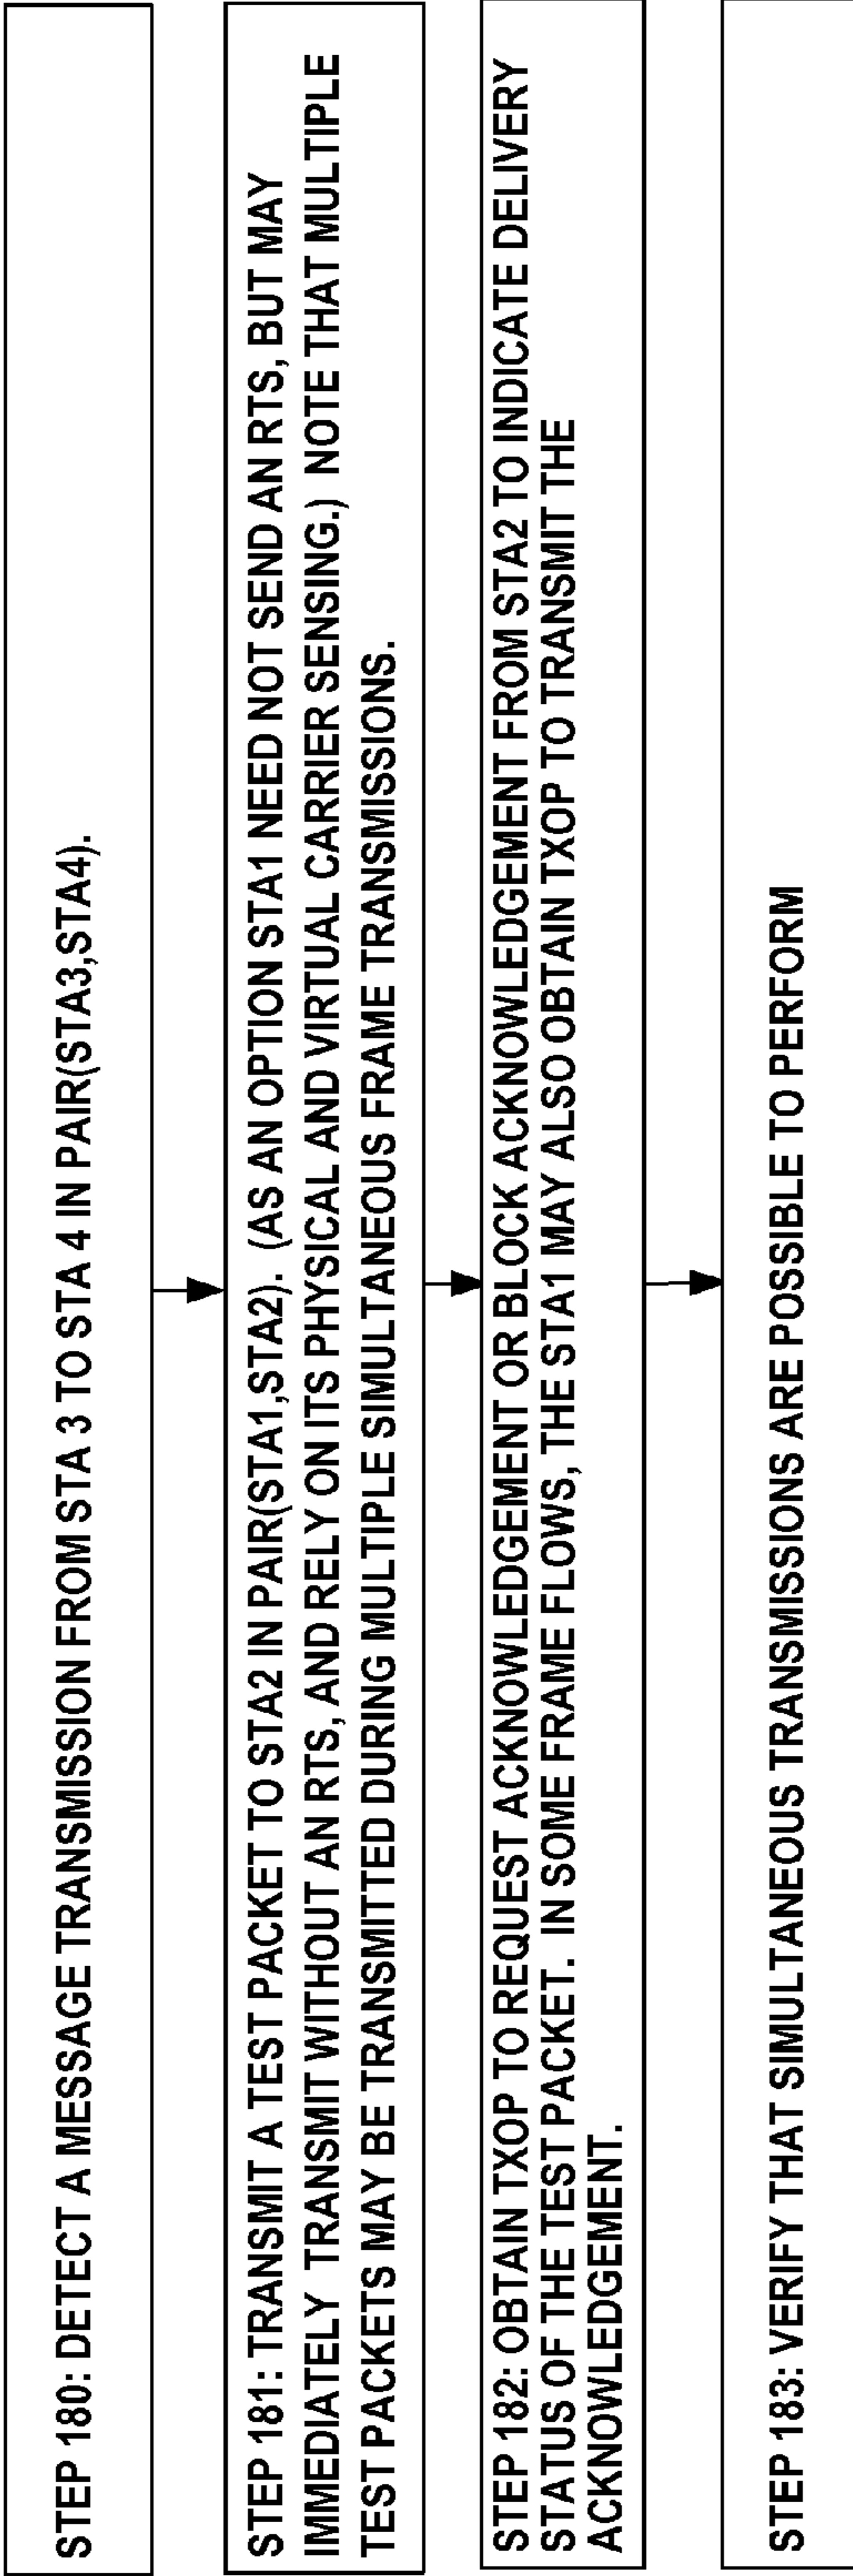 STEP 180: DETECT A MESSAGE TRANSMISSION FROM STA 3 TO STA 4 IN PAIR(STA3,STA4).
STEP 181: TRANSMIT A TEST PACKET TO STA2 IN PAIR(STA1,STA2). (AS AN OPTION STA1 NEED NOT SEND AN RTS, BUT MAY
IMMEDIATELY TRANSMIT WITHOUT AN RTS, AND RELY ON ITS PHYSICAL AND VIRTUAL CARRIER SENSING.) NOTE THAT MULTIPLE
TEST PACKETS MAY BE TRANSMITTED DURING MULTIPLE SIMULTANEOUS FRAME TRANSMISSIONS.
STEP 182: OBTAIN TXOP TO REQUEST ACKNOWLEDGEMENT OR BLOCK ACKNOWLEDGEMENT FROM STA2 TO INDICATE DELIVERY
STATUS OF THE TEST PACKET. IN SOME FRAME FLOWS, THE STA1 MAY ALSO OBTAIN TXOP TO TRANSMIT THE
ACKNOWLEDGEMENT.
STEP 183: VERIFY THAT SIMULTANEOUS TRANSMISSIONS ARE POSSIBLE TO PERFORM